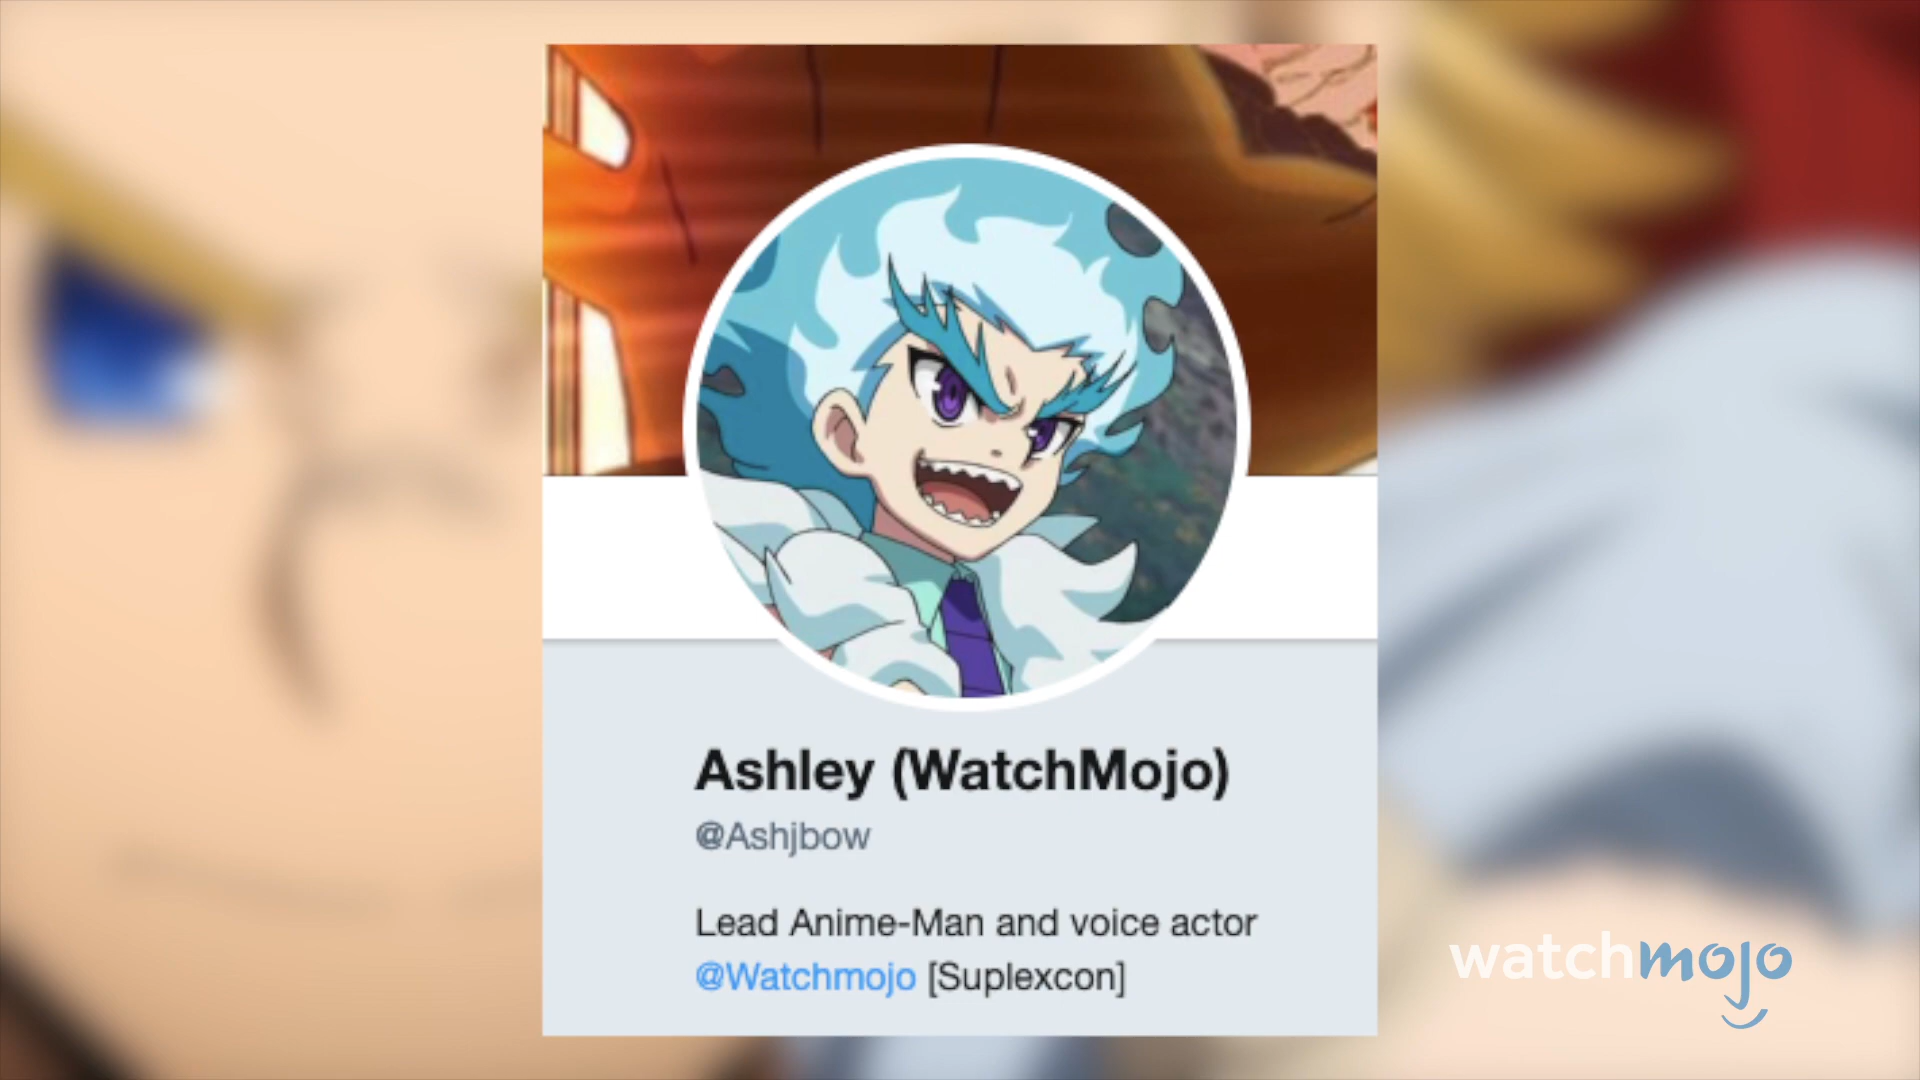 Ashley (WatchMojo)
@Ashjbow
Lead Anime-Man and voice actor
@Watchmojo [Suplexcon]
watchmojo